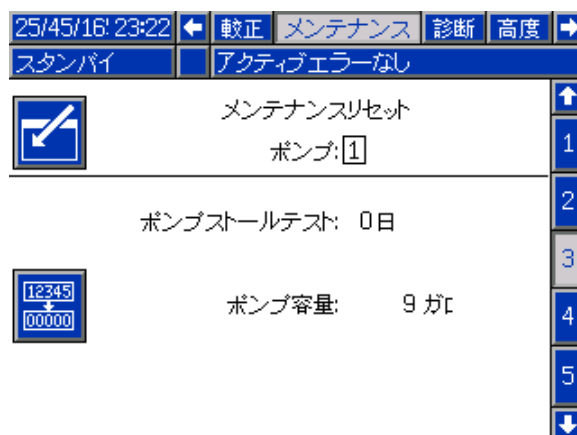 25/45/16' 23:22 較正 メンテナンス 診断 高度
スタンバイ アクティブエラーなし
メンテナンスリセット
ポンプ: 1
1
2
ポンプストールテスト: 0日
3
12345
00000
ポンプ容量: 9 ガロ
4
5